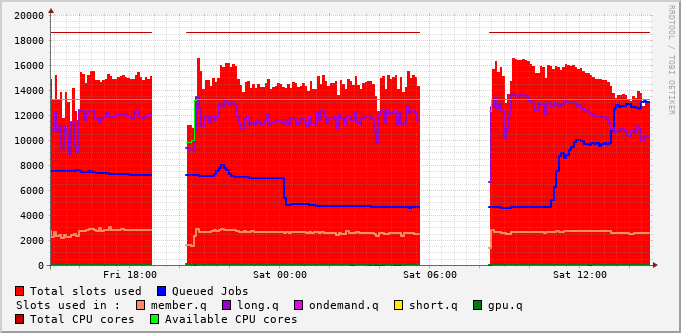 20000
18000
16000
14000
12000
10000
8000
6000
4000
2000
0
Fri 18:00 Sat 00:00 Sat 06:00 Sat 12:00
RRDTOOL / TOBI OETIKER
Total slots used Queued Jobs
Slots used in : member.q long.q ondemand.q short.q gpu.q
Total CPU cores Available CPU cores